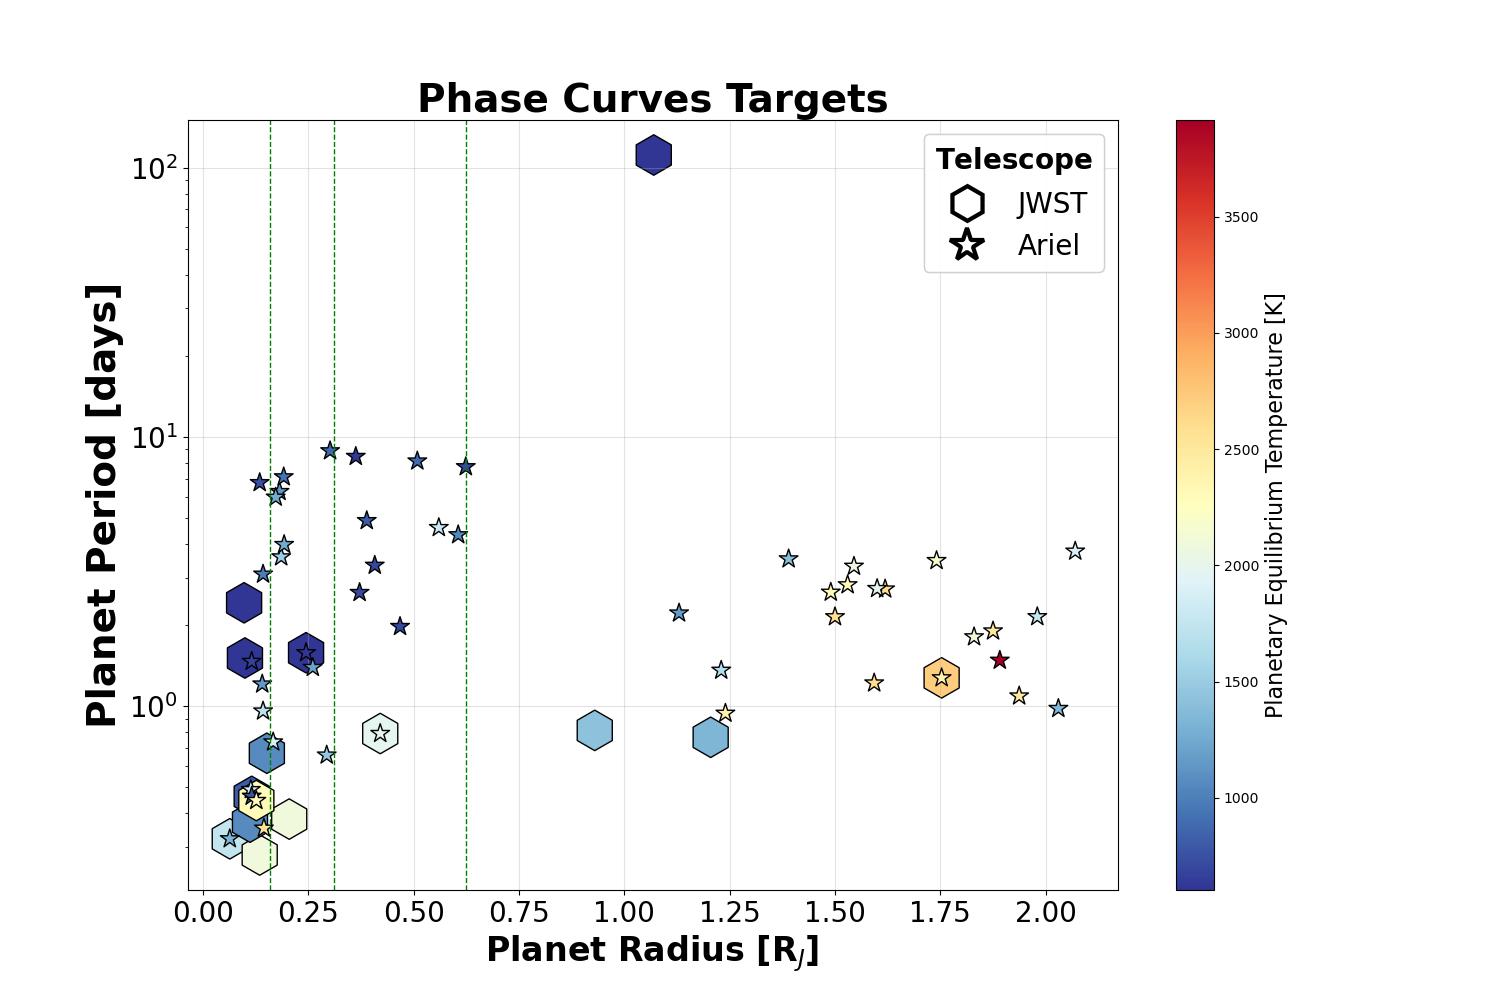 Phase Curves Targets
Telescope
JWST
Ariel
Planet Period [days]
10²
10¹
10⁰
0.00 0.25 0.50 0.75 1.00 1.25 1.50 1.75 2.00
Planet Radius [R_J]
3500
3000
2500
2000
1500
1000
Planetary Equilibrium Temperature [K]